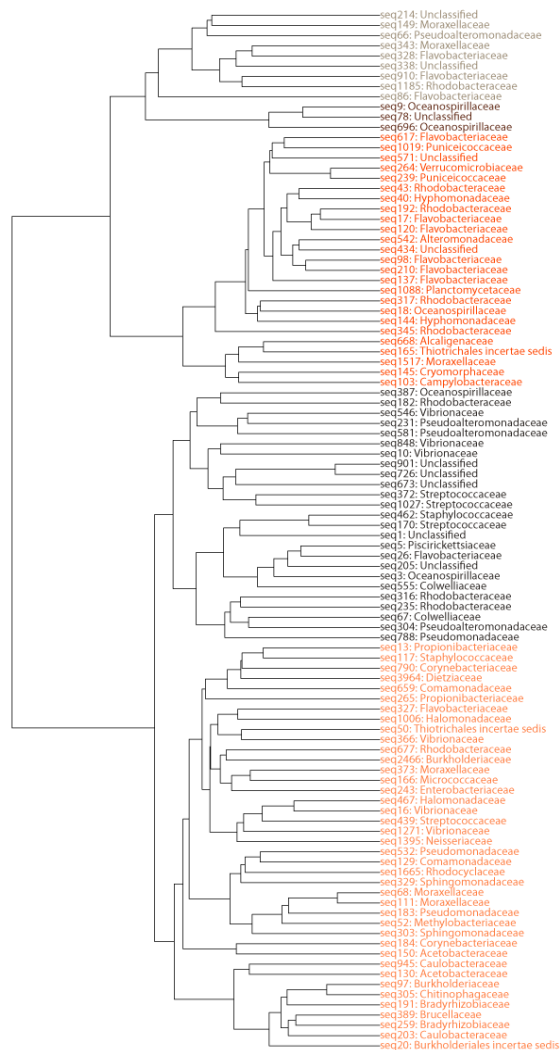 seq214: Unclassified
seq149: Moraxellaceae
seq66: Pseudoalteromonadaceae
seq343: Moraxellaceae
seq328: Flavobacteriaceae
seq338: Unclassified
seq910: Flavobacteriaceae
seq1185: Rhodobacteraceae
seq86: Flavobacteriaceae
seq9: Oceanospirillaceae
seq78: Unclassified
seq696: Oceanospirillaceae
seq617: Flavobacteriaceae
seq1019: Puniceicoccaceae
seq571: Unclassified
seq264: Verrucomicrobiaceae
seq239: Puniceicoccaceae
seq43: Rhodobacteraceae
seq40: Hyphomonadaceae
seq192: Rhodobacteraceae
seq17: Flavobacteriaceae
seq120: Flavobacteriaceae
seq542: Alteromonadaceae
seq434: Unclassified
seq98: Flavobacteriaceae
seq210: Flavobacteriaceae
seq137: Flavobacteriaceae
seq1088: Planctomycetaceae
seq317: Rhodobacteraceae
seq18: Oceanospirillaceae
seq144: Hyphomonadaceae
seq345: Rhodobacteraceae
seq668: Alcaligenaceae
seq165: Thiotrichales incertae sedis
seq1517: Moraxellaceae
seq145: Cryomorphaceae
seq103: Campylobacteraceae
seq387: Oceanospirillaceae
seq182: Rhodobacteraceae
seq546: Vibrionaceae
seq231: Pseudoalteromonadaceae
seq581: Pseudoalteromonadaceae
seq848: Vibrionaceae
seq10: Vibrionaceae
seq901: Unclassified
seq726: Unclassified
seq673: Unclassified
seq372: Streptococcaceae
seq1027: Streptococcaceae
seq462: Staphylococcaceae
seq170: Streptococcaceae
seq1: Unclassified
seq5: Piscirickettsiaceae
seq26: Flavobacteriaceae
seq205: Unclassified
seq3: Oceanospirillaceae
seq555: Colwelliaceae
seq316: Rhodobacteraceae
seq235: Rhodobacteraceae
seq67: Colwelliaceae
seq304: Pseudoalteromonadaceae
seq788: Pseudomonadaceae
seq13: Propionibacteriaceae
seq117: Staphylococcaceae
seq790: Corynebacteriaceae
seq3964: Dietziaceae
seq659: Comamonadaceae
seq265: Propionibacteriaceae
seq327: Flavobacteriaceae
seq1006: Halomonadaceae
seq50: Thiotrichales incertae sedis
seq366: Vibrionaceae
seq677: Rhodobacteraceae
seq2466: Burkholderiaceae
seq373: Moraxellaceae
seq166: Micrococcaceae
seq243: Enterobacteriaceae
seq467: Halomonadaceae
seq16: Vibrionaceae
seq439: Streptococcaceae
seq1271: Vibrionaceae
seq1395: Neisseriaceae
seq532: Pseudomonadaceae
seq129: Comamonadaceae
seq1665: Rhodocyclaceae
seq329: Sphingomonadaceae
seq68: Moraxellaceae
seq111: Moraxellaceae
seq183: Pseudomonadaceae
seq52: Methylobacteriaceae
seq303: Sphingomonadaceae
seq184: Corynebacteriaceae
seq150: Acetobacteraceae
seq945: Caulobacteraceae
seq130: Acetobacteraceae
seq97: Burkholderiaceae
seq305: Chitinophagaceae
seq191: Bradyrhizobiaceae
seq389: Brucellaceae
seq259: Bradyrhizobiaceae
seq203: Caulobacteraceae
seq20: Burkholderiales incertae sedis